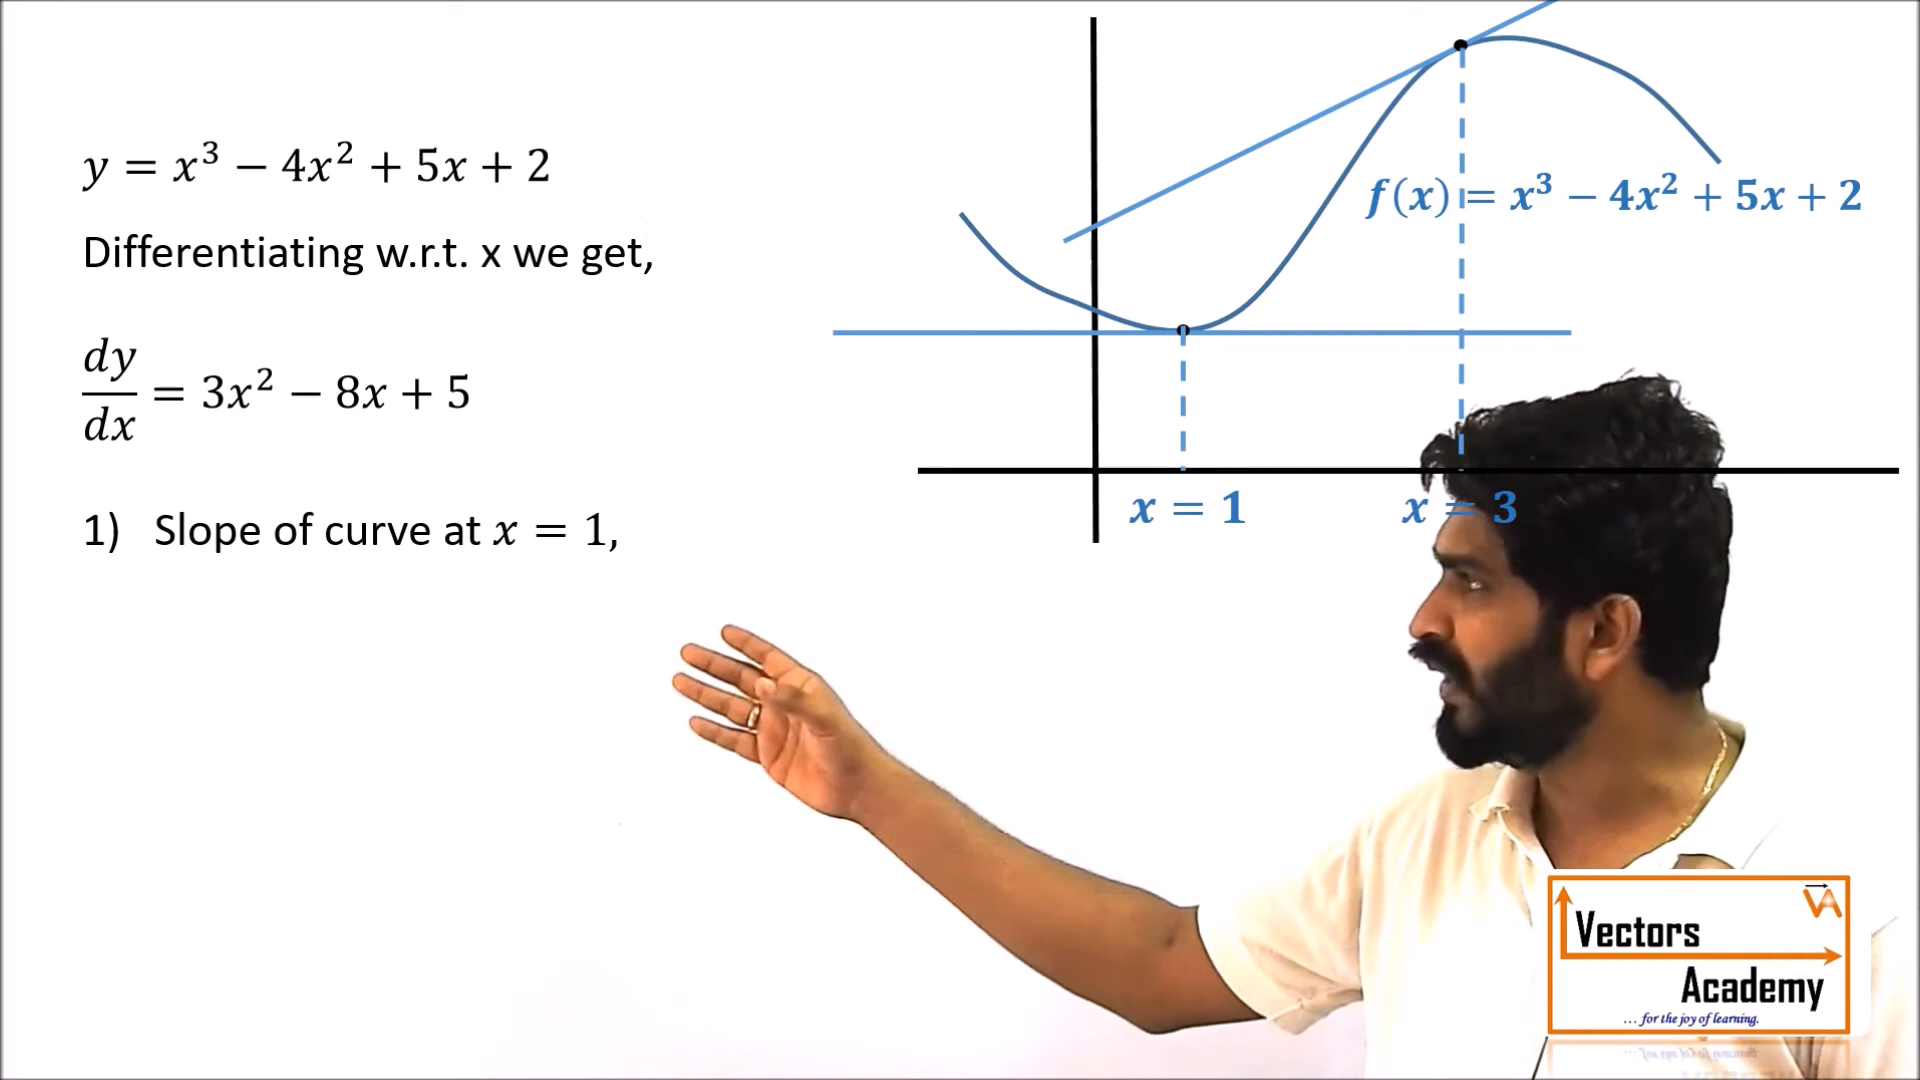 y = x³ − 4x² + 5x + 2
Differentiating w.r.t. x we get,
dy/dx = 3x² − 8x + 5
1) Slope of curve at x = 1,
f(x) = x³ − 4x² + 5x + 2
x = 1
x = 3
VA
Vectors
Academy
... for the joy of learning.